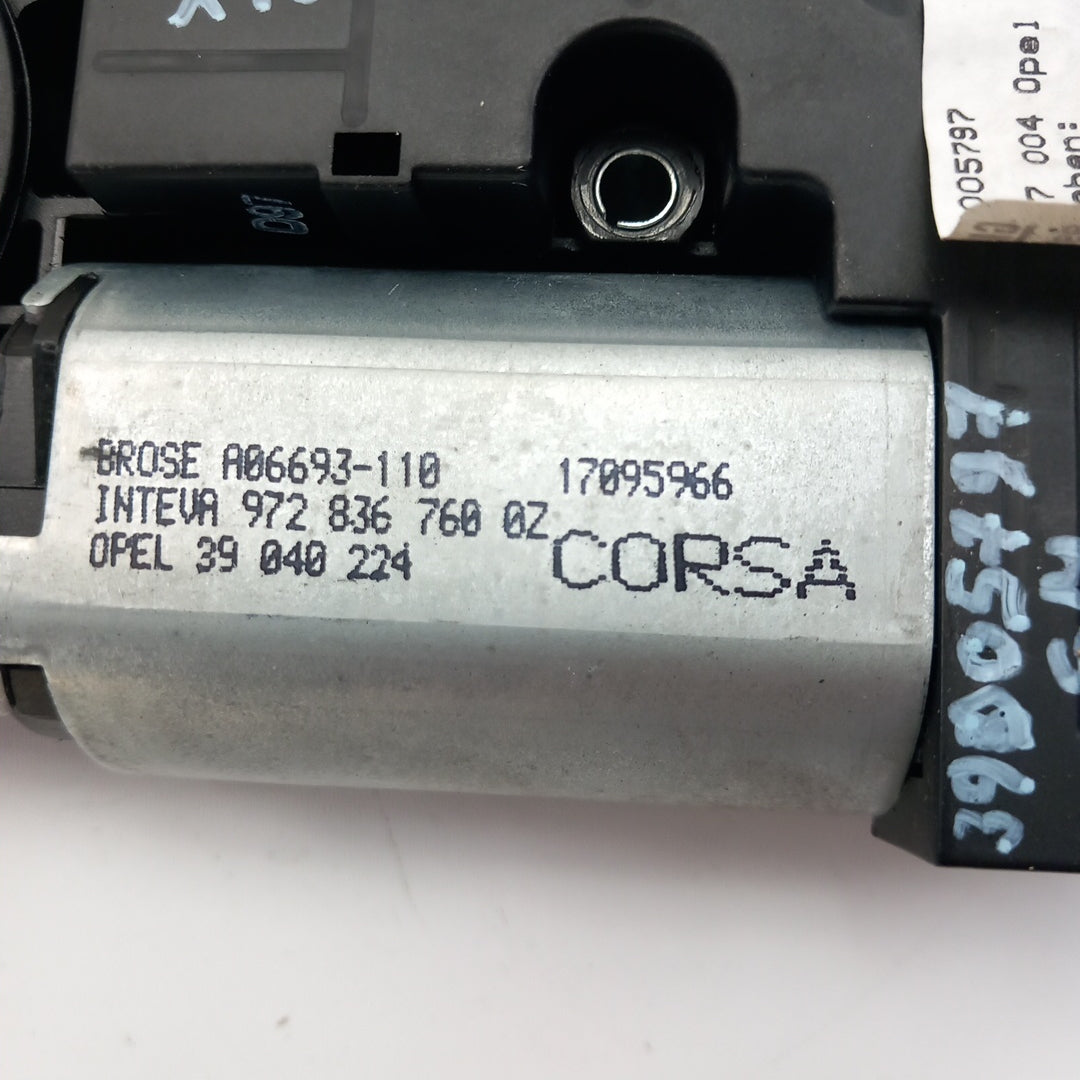 097
BROSE A06693-110
INTEVA 972 836 760 0Z
OPEL 39 040 224
17095966
CORSA
005797
7 004 Opel
39005797